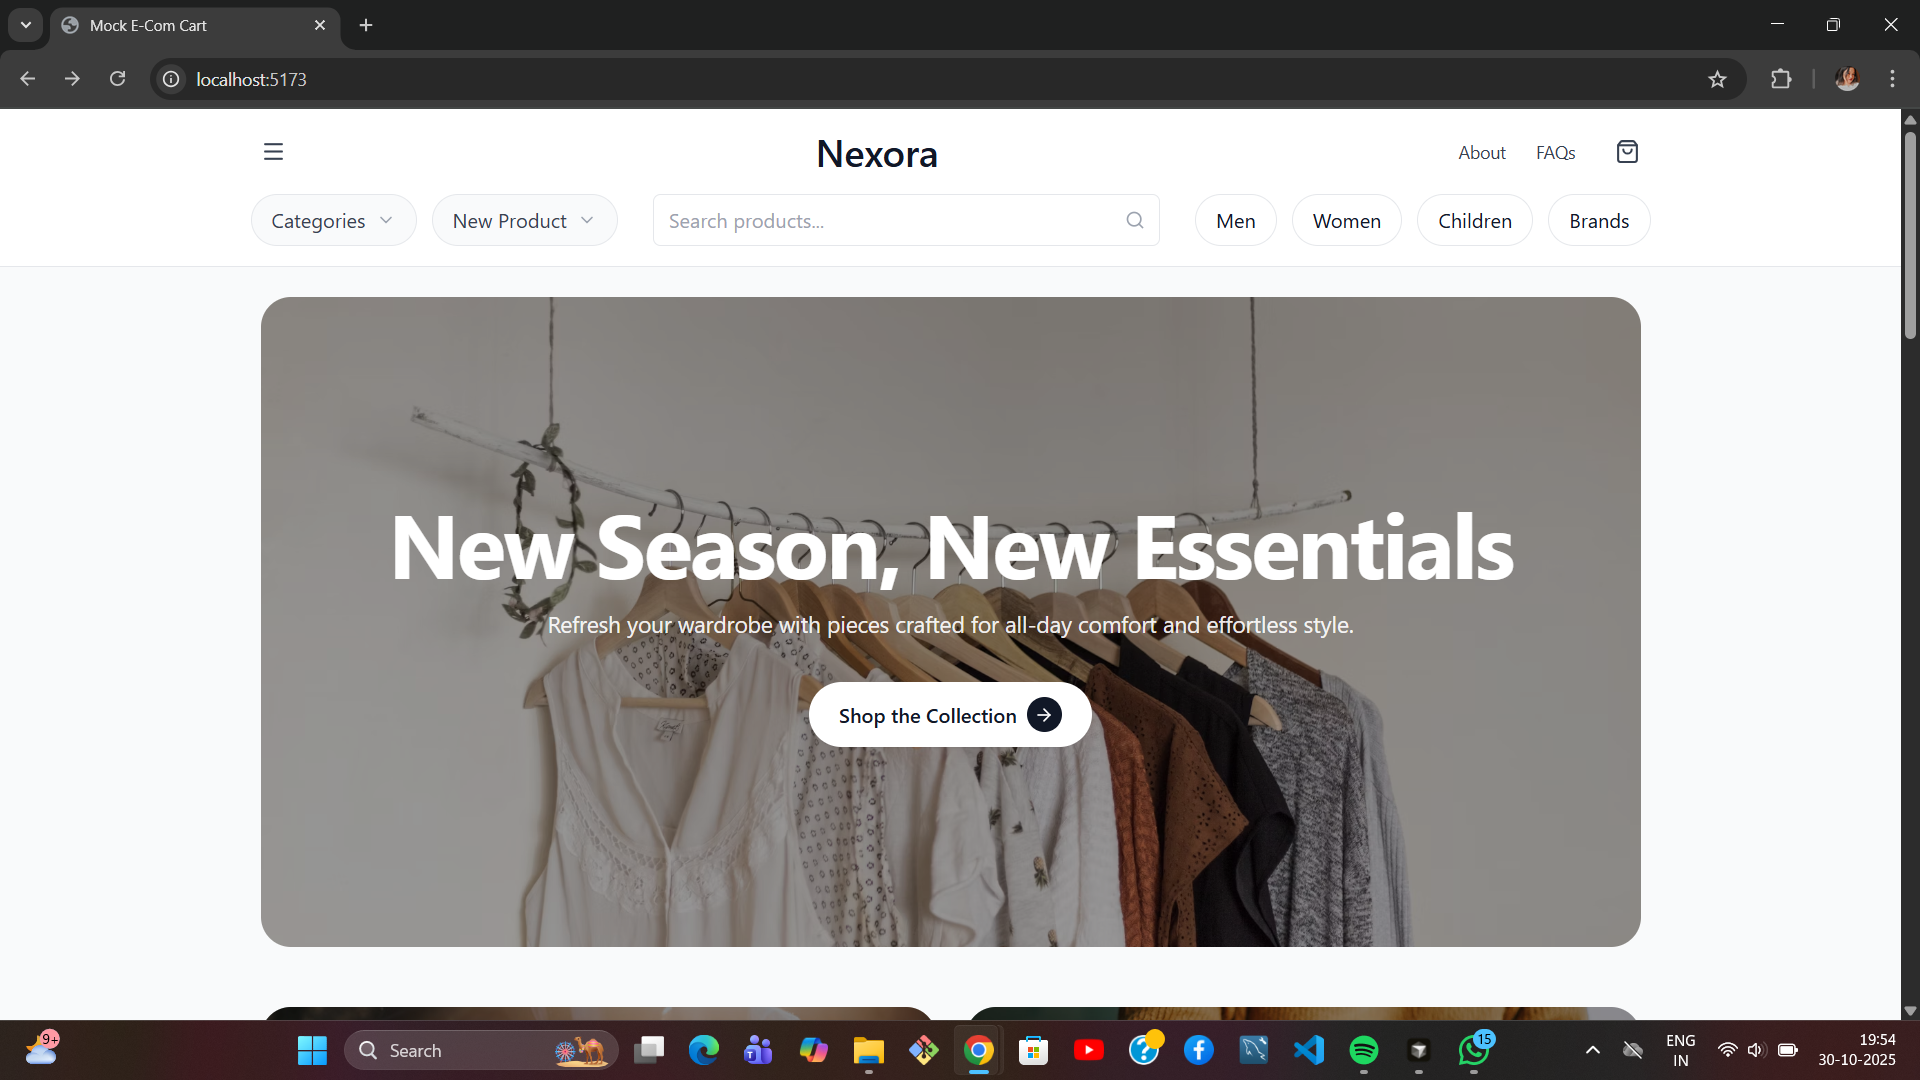 Mock E-Com Cart
localhost:5173
Nexora
About FAQs
Categories New Product Search products... Men Women Children Brands
New Season, New Essentials
Refresh your wardrobe with pieces crafted for all-day comfort and effortless style.
Shop the Collection
9+
Search
15
ENG
IN
19:54
30-10-2025